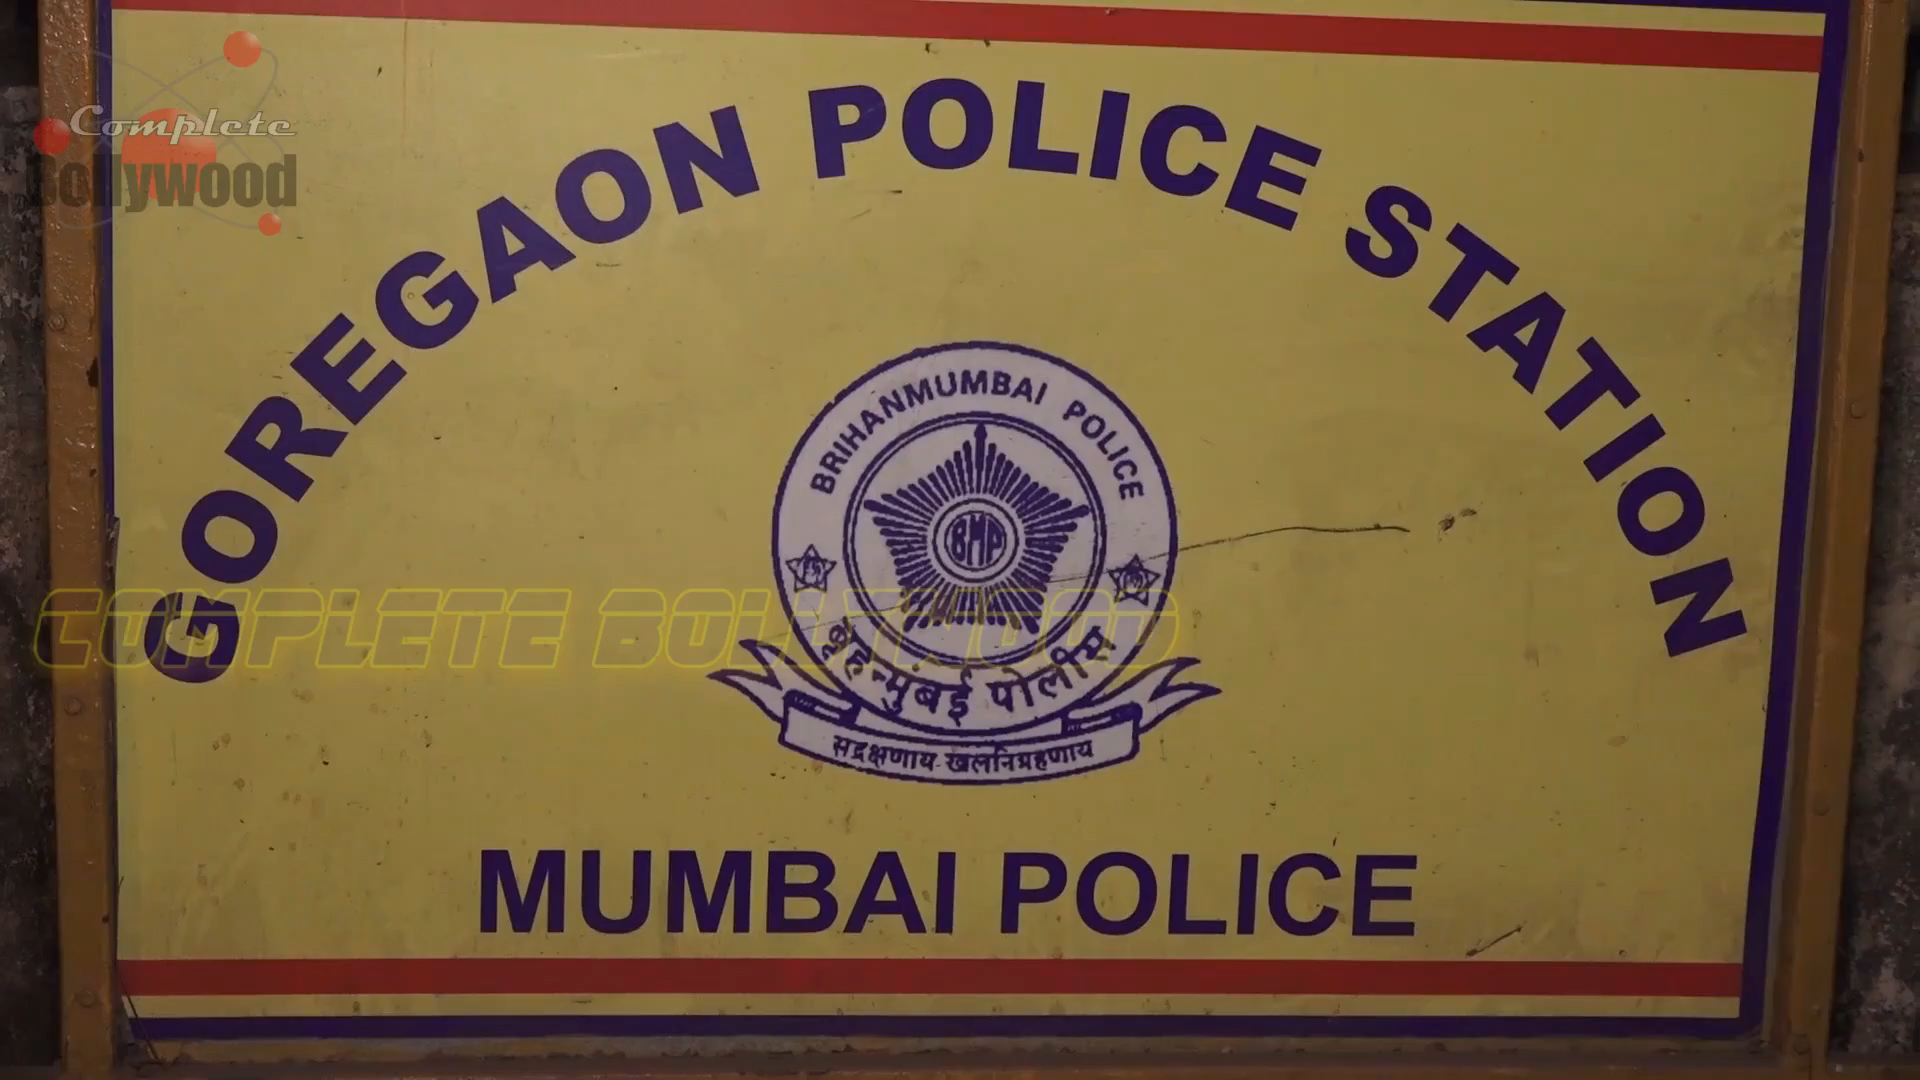 Complete
Bollywood
GOREGAON POLICE STATION
BRIHANMUMBAI POLICE
BMP
बृहन्मुंबई पोलीस
सद्रक्षणाय खलनिग्रहणाय
COMPLETE BOLLYWOOD
MUMBAI POLICE